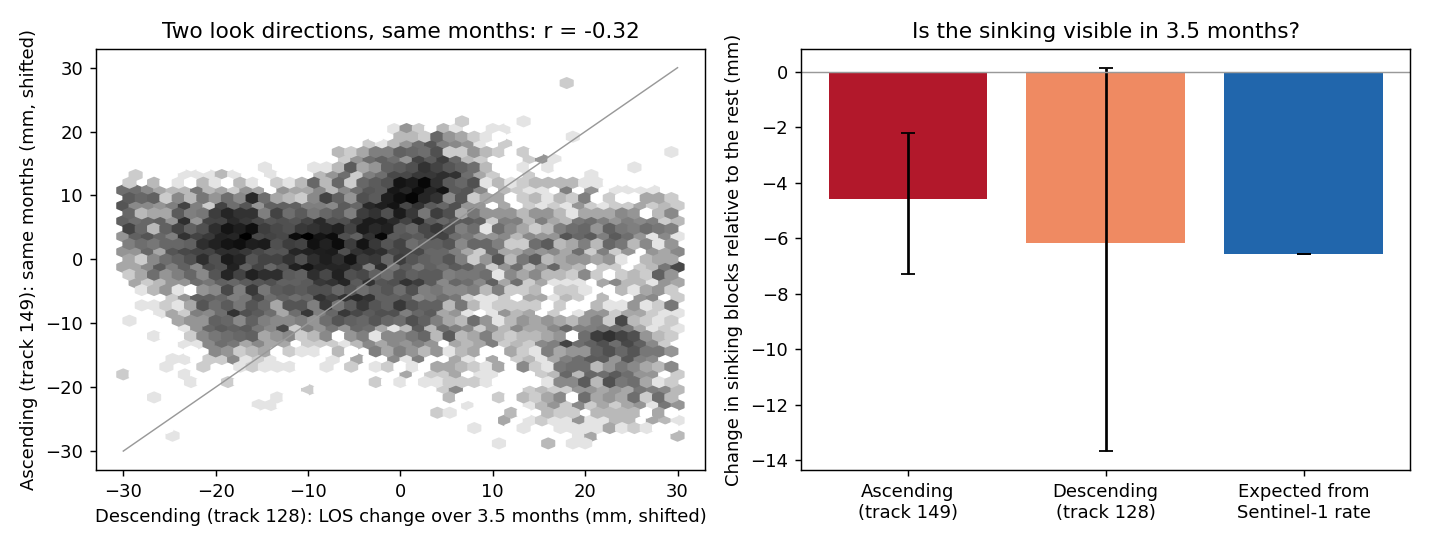 Two look directions, same months: r = -0.32
Ascending (track 149): same months (mm, shifted)
30
20
10
0
−10
−20
−30
−30
−20
−10
0
10
20
30
Descending (track 128): LOS change over 3.5 months (mm, shifted)
Is the sinking visible in 3.5 months?
Change in sinking blocks relative to the rest (mm)
0
−2
−4
−6
−8
−10
−12
−14
Ascending
(track 149)
Descending
(track 128)
Expected from
Sentinel-1 rate